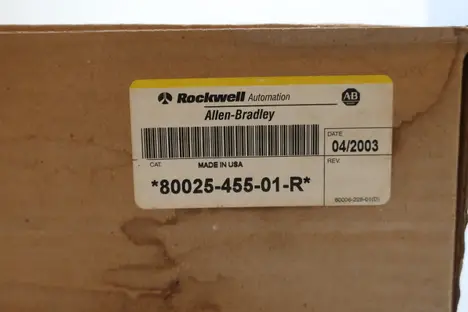 Rockwell Automation AB
Allen-Bradley
DATE
04/2003
CAT. MADE IN USA
REV.
*80025-455-01-R*